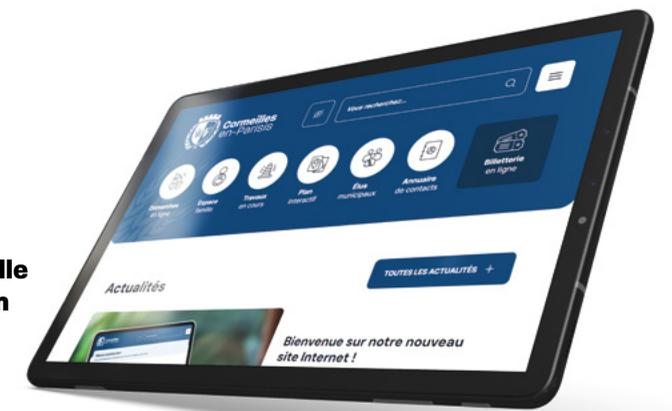 Cormeilles
en-Parisis
Vous recherchez...
Démarches
en ligne
Espace
famille
Travaux
en cours
Plan
interactif
Élus
municipaux
Annuaire
de contacts
Billetterie
en ligne
lle
n
Actualités
TOUTES LES ACTUALITÉS +
Bienvenue sur notre nouveau
site Internet !